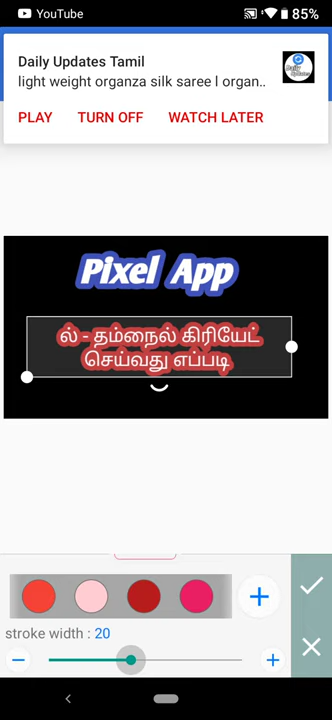 YouTube
85%
Daily Updates Tamil
light weight organza silk saree l organ..
PLAY TURN OFF WATCH LATER
Pixel App
ல் - தம்நைல் கிரியேட்
செய்வது எப்படி
stroke width : 20